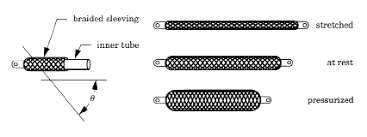 braided sleeving
inner tube
θ
stretched
at rest
pressurized